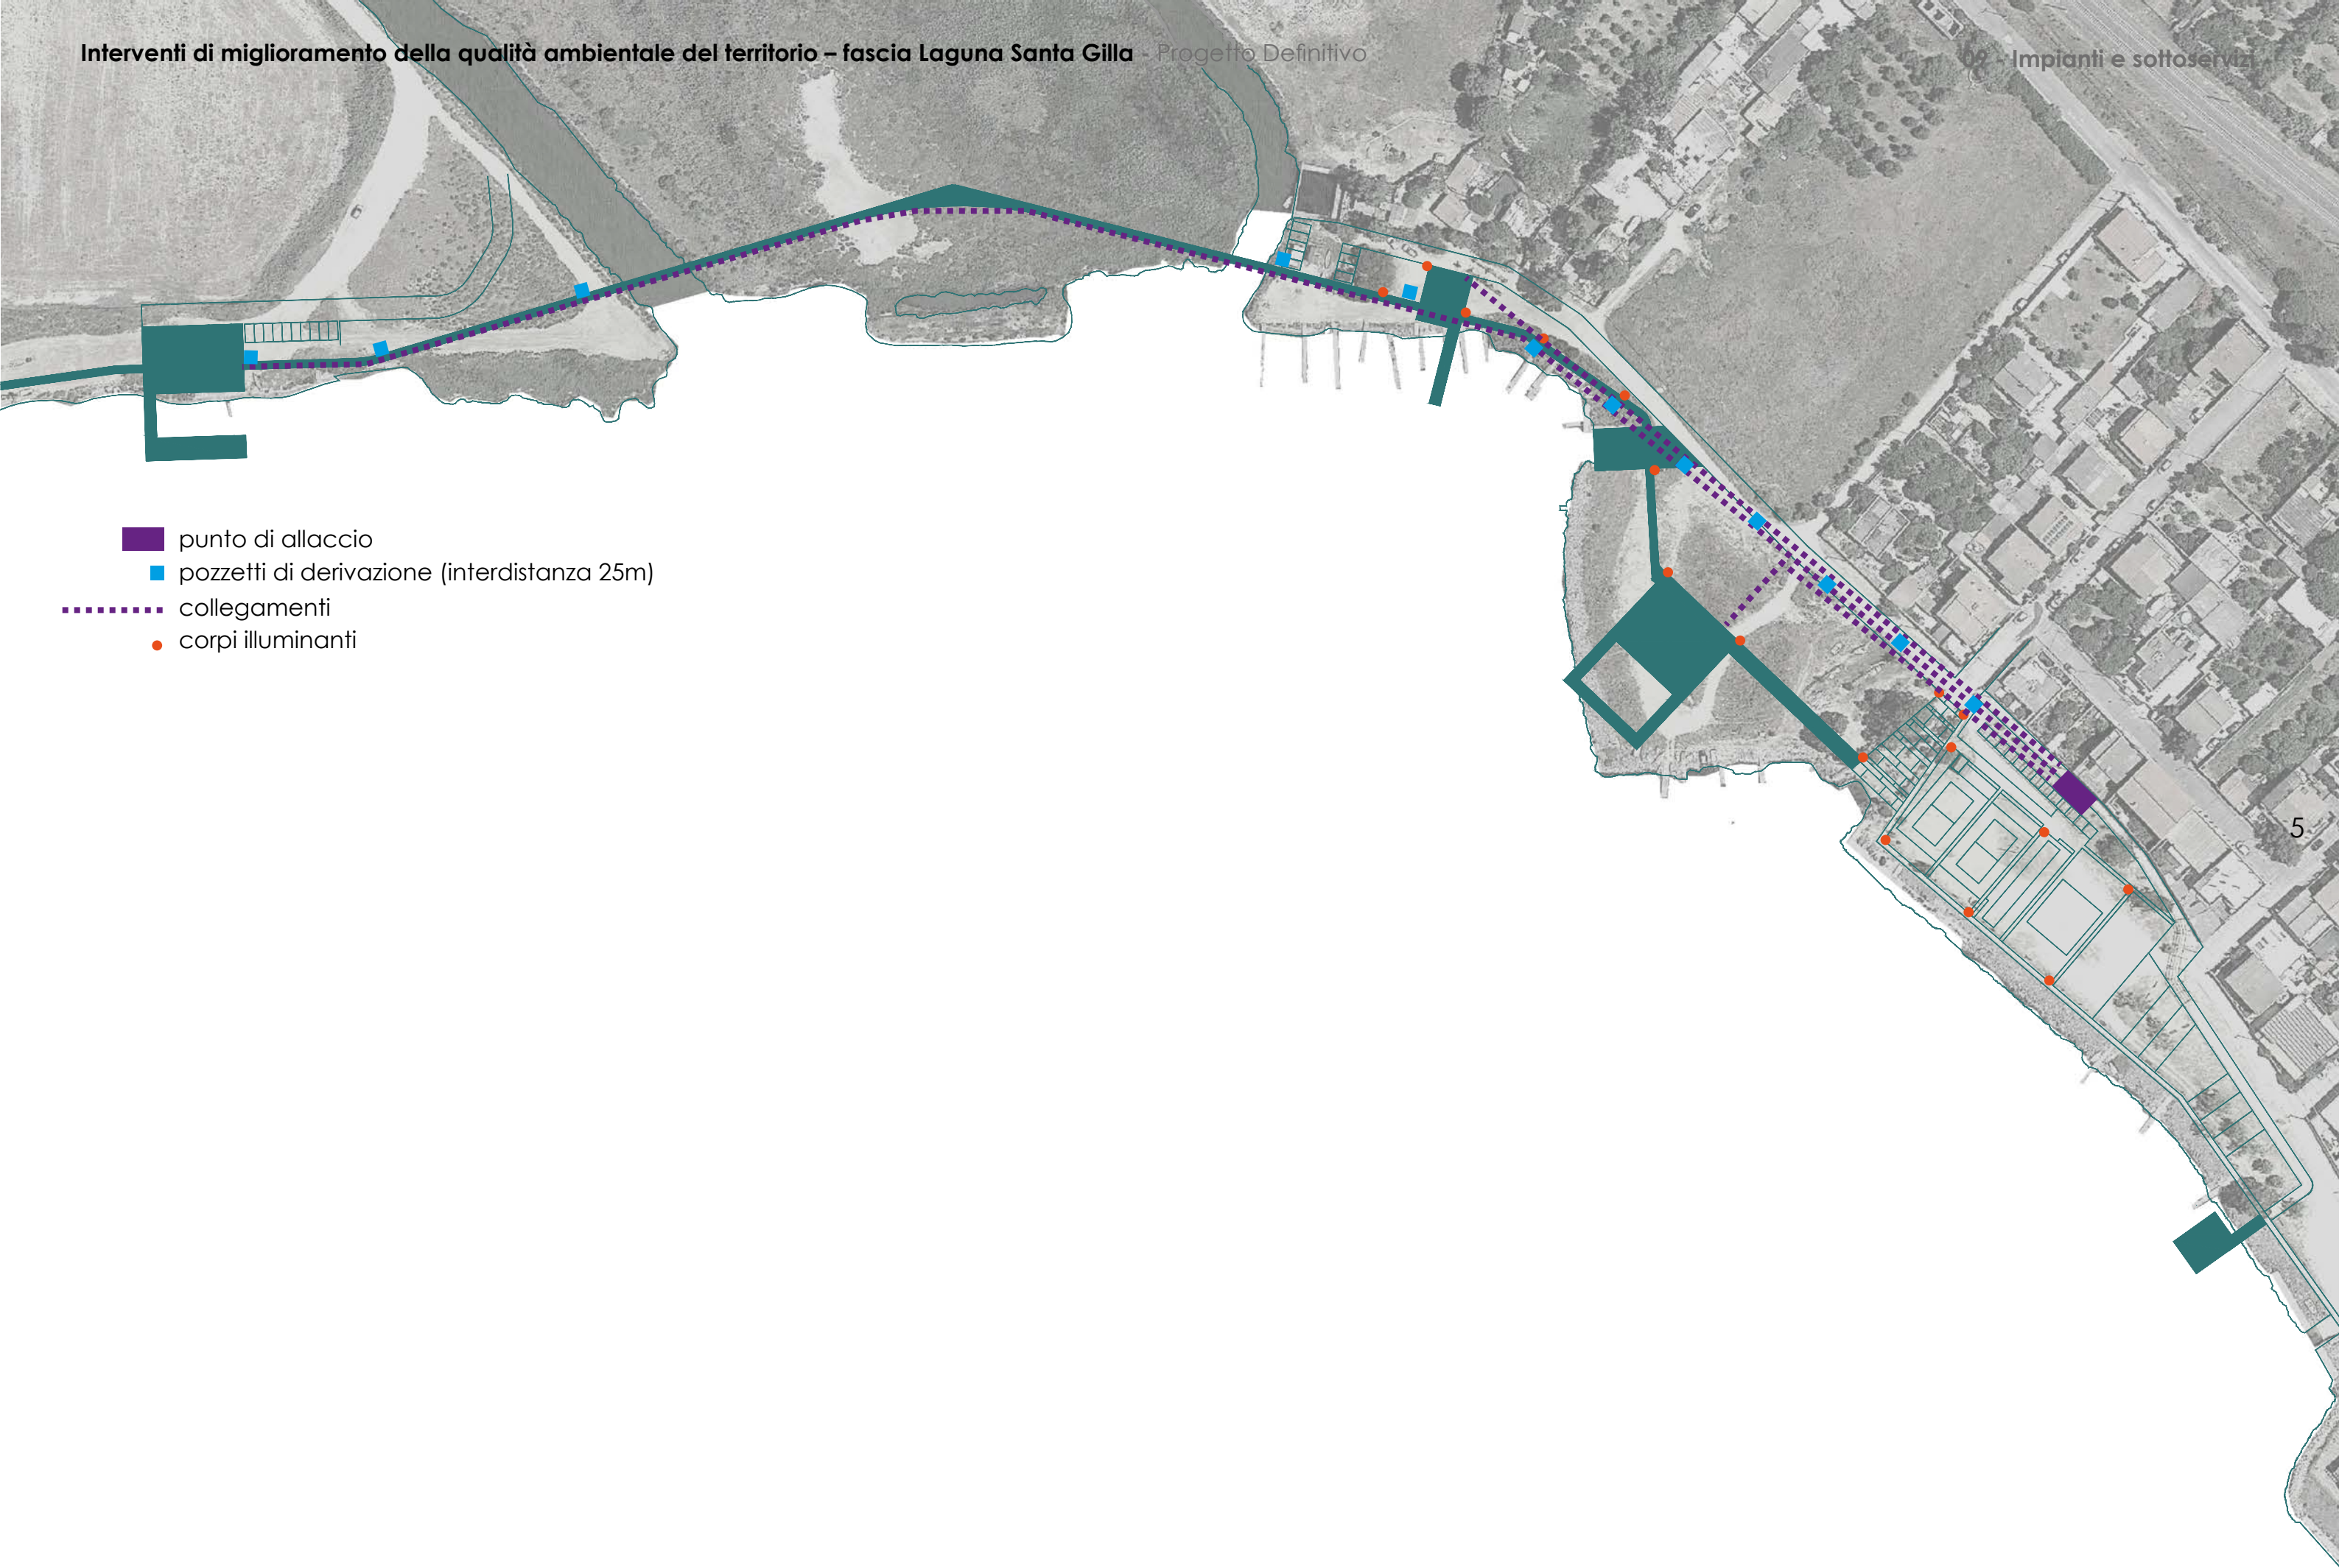 Interventi di miglioramento della qualità ambientale del territorio – fascia Laguna Santa Gilla - Progetto Definitivo
09 - Impianti e sottoservizi
punto di allaccio
pozzetti di derivazione (interdistanza 25m)
collegamenti
corpi illuminanti
5